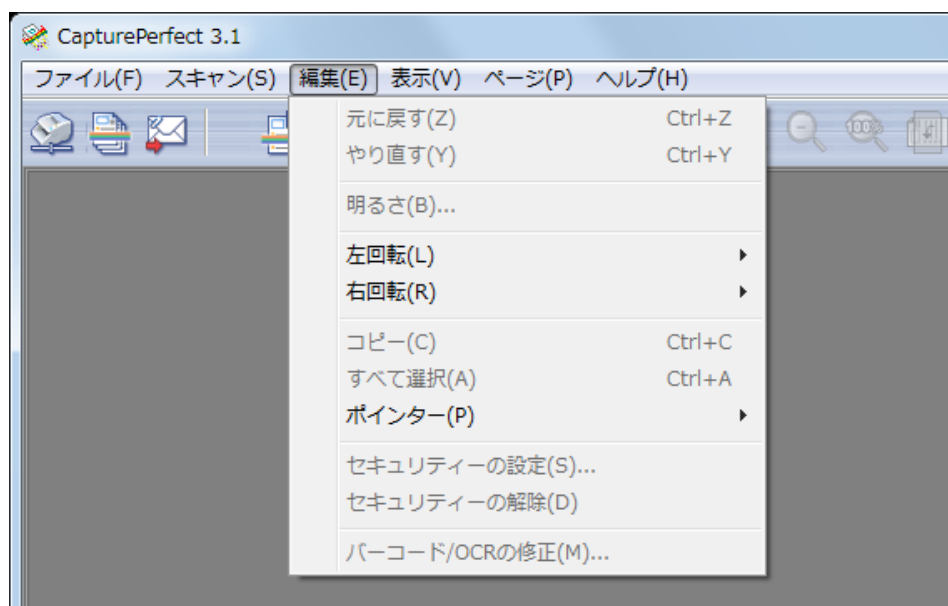 CapturePerfect 3.1
ファイル(F) スキャン(S) 編集(E) 表示(V) ページ(P) ヘルプ(H)
100%
元に戻す(Z) Ctrl+Z
やり直す(Y) Ctrl+Y
明るさ(B)...
左回転(L)
右回転(R)
コピー(C) Ctrl+C
すべて選択(A) Ctrl+A
ポインター(P)
セキュリティーの設定(S)...
セキュリティーの解除(D)
バーコード/OCRの修正(M)...